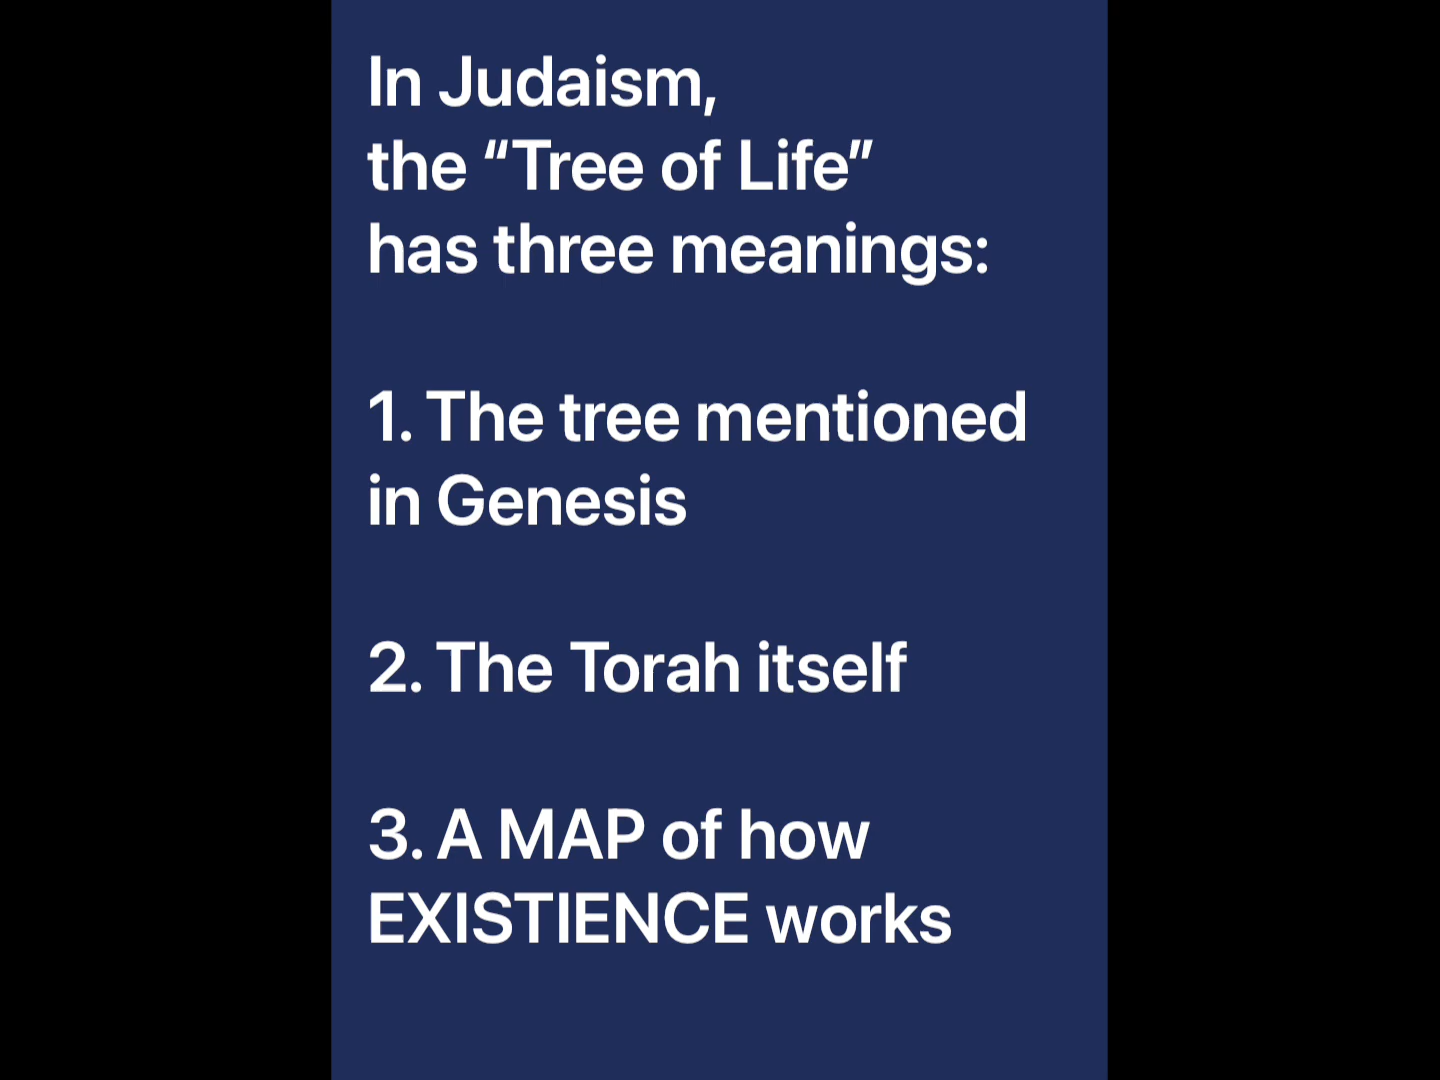 In Judaism,
the “Tree of Life”
has three meanings:
1. The tree mentioned
in Genesis
2. The Torah itself
3. A MAP of how
EXISTIENCE works